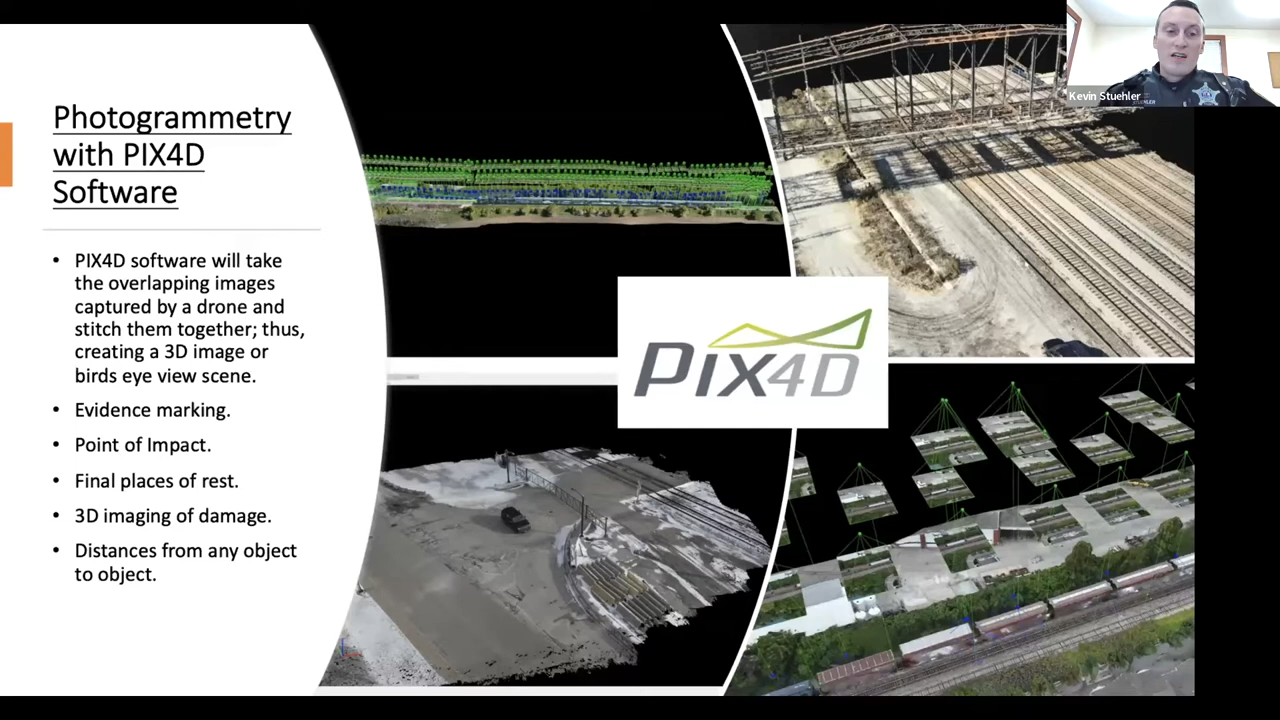 Photogrammetry
with PIX4D
Software
• PIX4D software will take
the overlapping images
captured by a drone and
stitch them together; thus,
creating a 3D image or
birds eye view scene.
• Evidence marking.
• Point of Impact.
• Final places of rest.
• 3D imaging of damage.
• Distances from any object
to object.
PIX4D
Kevin Stuehler